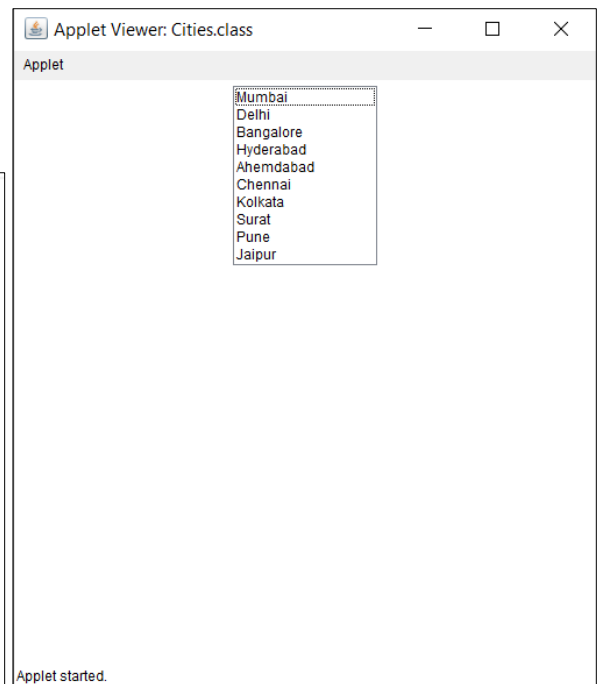 Applet Viewer: Cities.class
Applet
Mumbai
Delhi
Bangalore
Hyderabad
Ahemdabad
Chennai
Kolkata
Surat
Pune
Jaipur
Applet started.